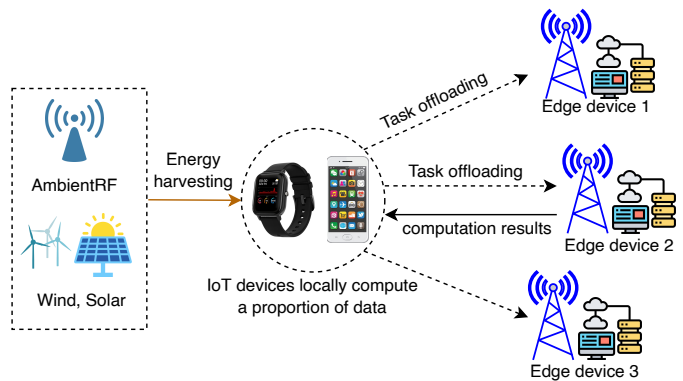 AmbientRF
Wind, Solar
Energy
harvesting
IoT devices locally compute
a proportion of data
Task offloading
Edge device 1
Task offloading
computation results
Edge device 2
Edge device 3